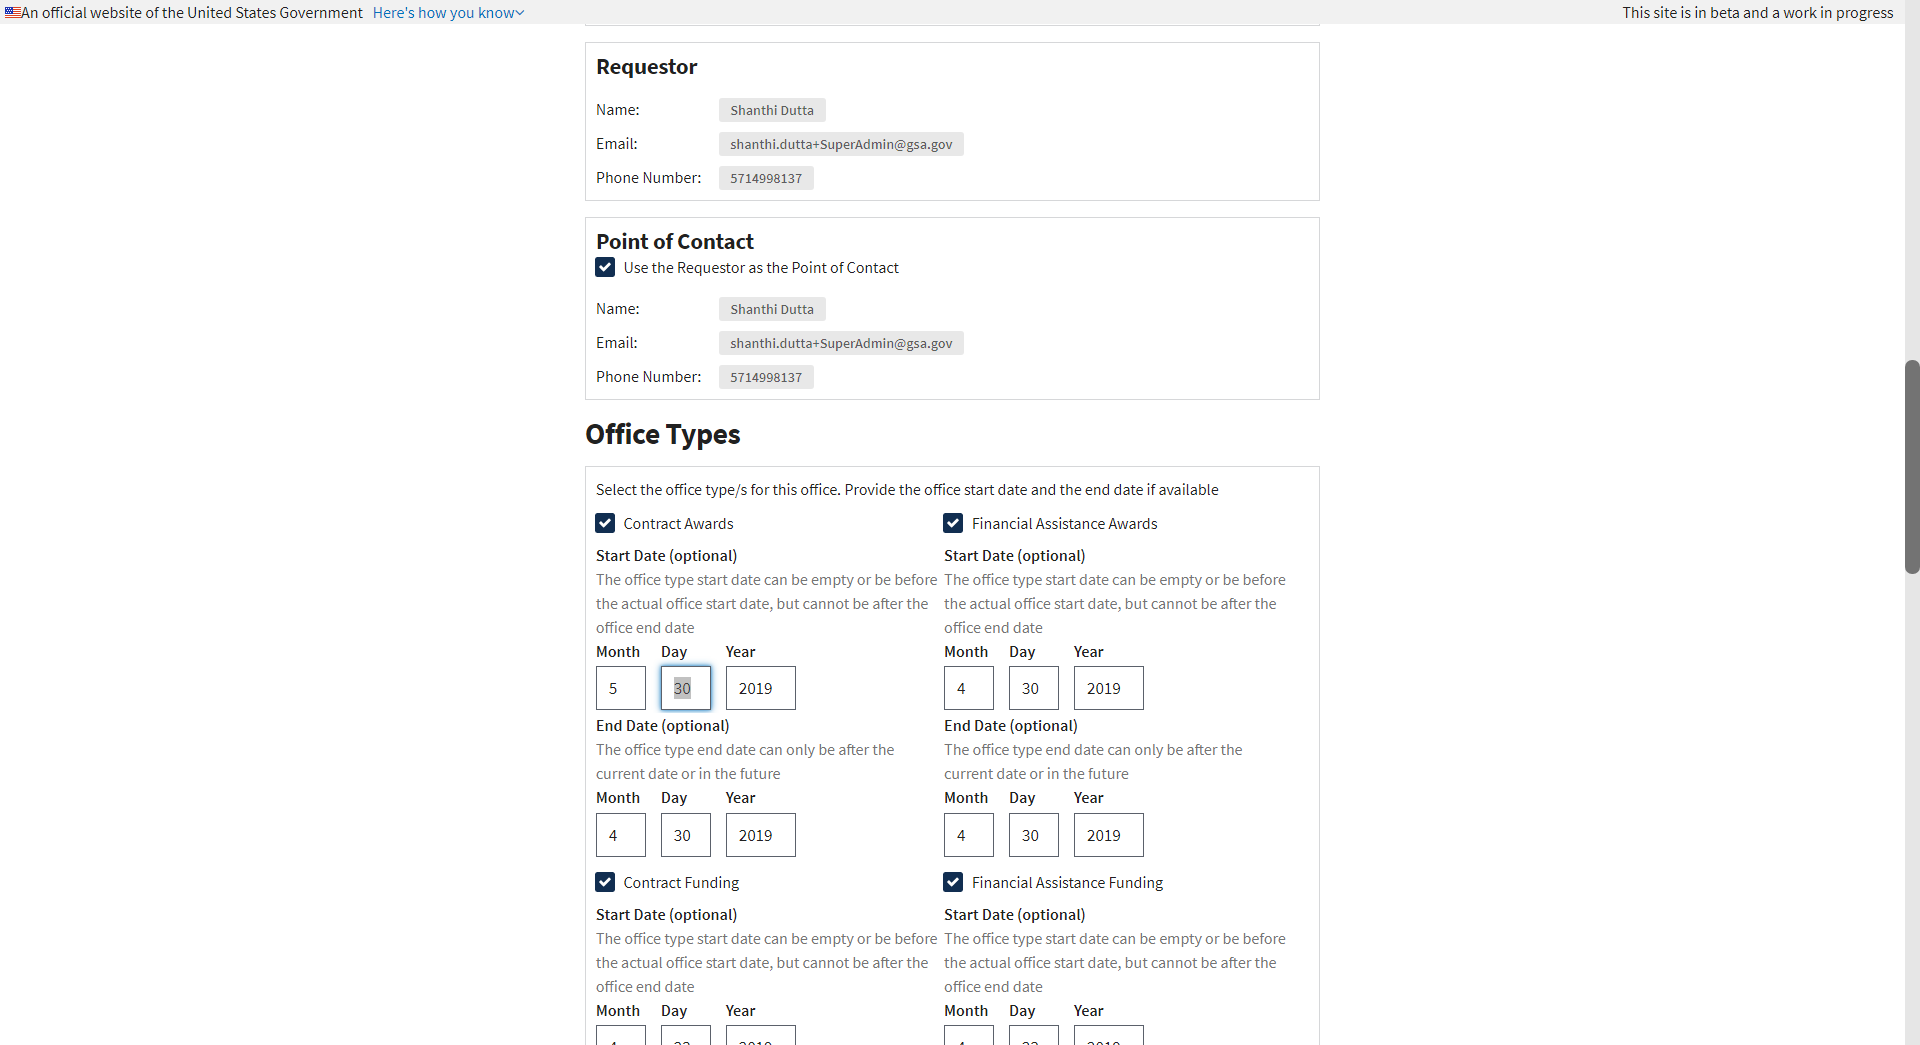 An official website of the United States Government Here's how you know
This site is in beta and a work in progress
Requestor
Name: Shanthi Dutta
Email: shanthi.dutta+SuperAdmin@gsa.gov
Phone Number: 5714998137
Point of Contact
Use the Requestor as the Point of Contact
Name: Shanthi Dutta
Email: shanthi.dutta+SuperAdmin@gsa.gov
Phone Number: 5714998137
Office Types
Select the office type/s for this office. Provide the office start date and the end date if available
Contract Awards
Start Date (optional)
The office type start date can be empty or be before
the actual office start date, but cannot be after the
office end date
Month Day Year
5 30 2019
End Date (optional)
The office type end date can only be after the
current date or in the future
Month Day Year
4 30 2019
Financial Assistance Awards
Start Date (optional)
The office type start date can be empty or be before
the actual office start date, but cannot be after the
office end date
Month Day Year
4 30 2019
End Date (optional)
The office type end date can only be after the
current date or in the future
Month Day Year
4 30 2019
Contract Funding
Start Date (optional)
The office type start date can be empty or be before
the actual office start date, but cannot be after the
office end date
Month Day Year
Financial Assistance Funding
Start Date (optional)
The office type start date can be empty or be before
the actual office start date, but cannot be after the
office end date
Month Day Year